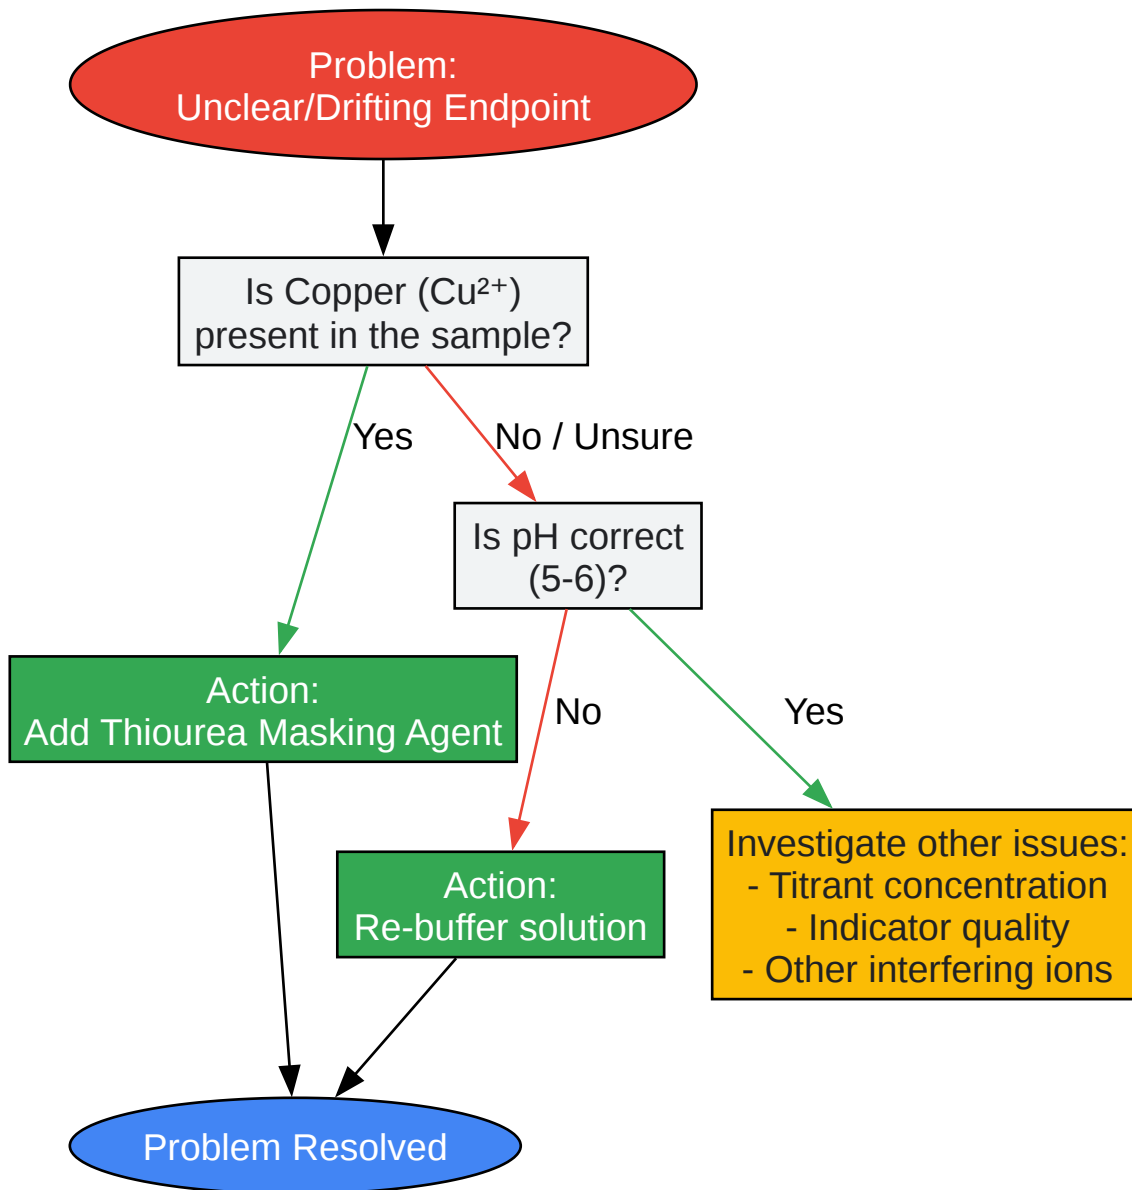 Problem:
Unclear/Drifting Endpoint
Is Copper (Cu²⁺)
present in the sample?
Yes
No / Unsure
Is pH correct
(5-6)?
Action:
Add Thiourea Masking Agent
No
Yes
Investigate other issues:
- Titrant concentration
- Indicator quality
- Other interfering ions
Action:
Re-buffer solution
Problem Resolved